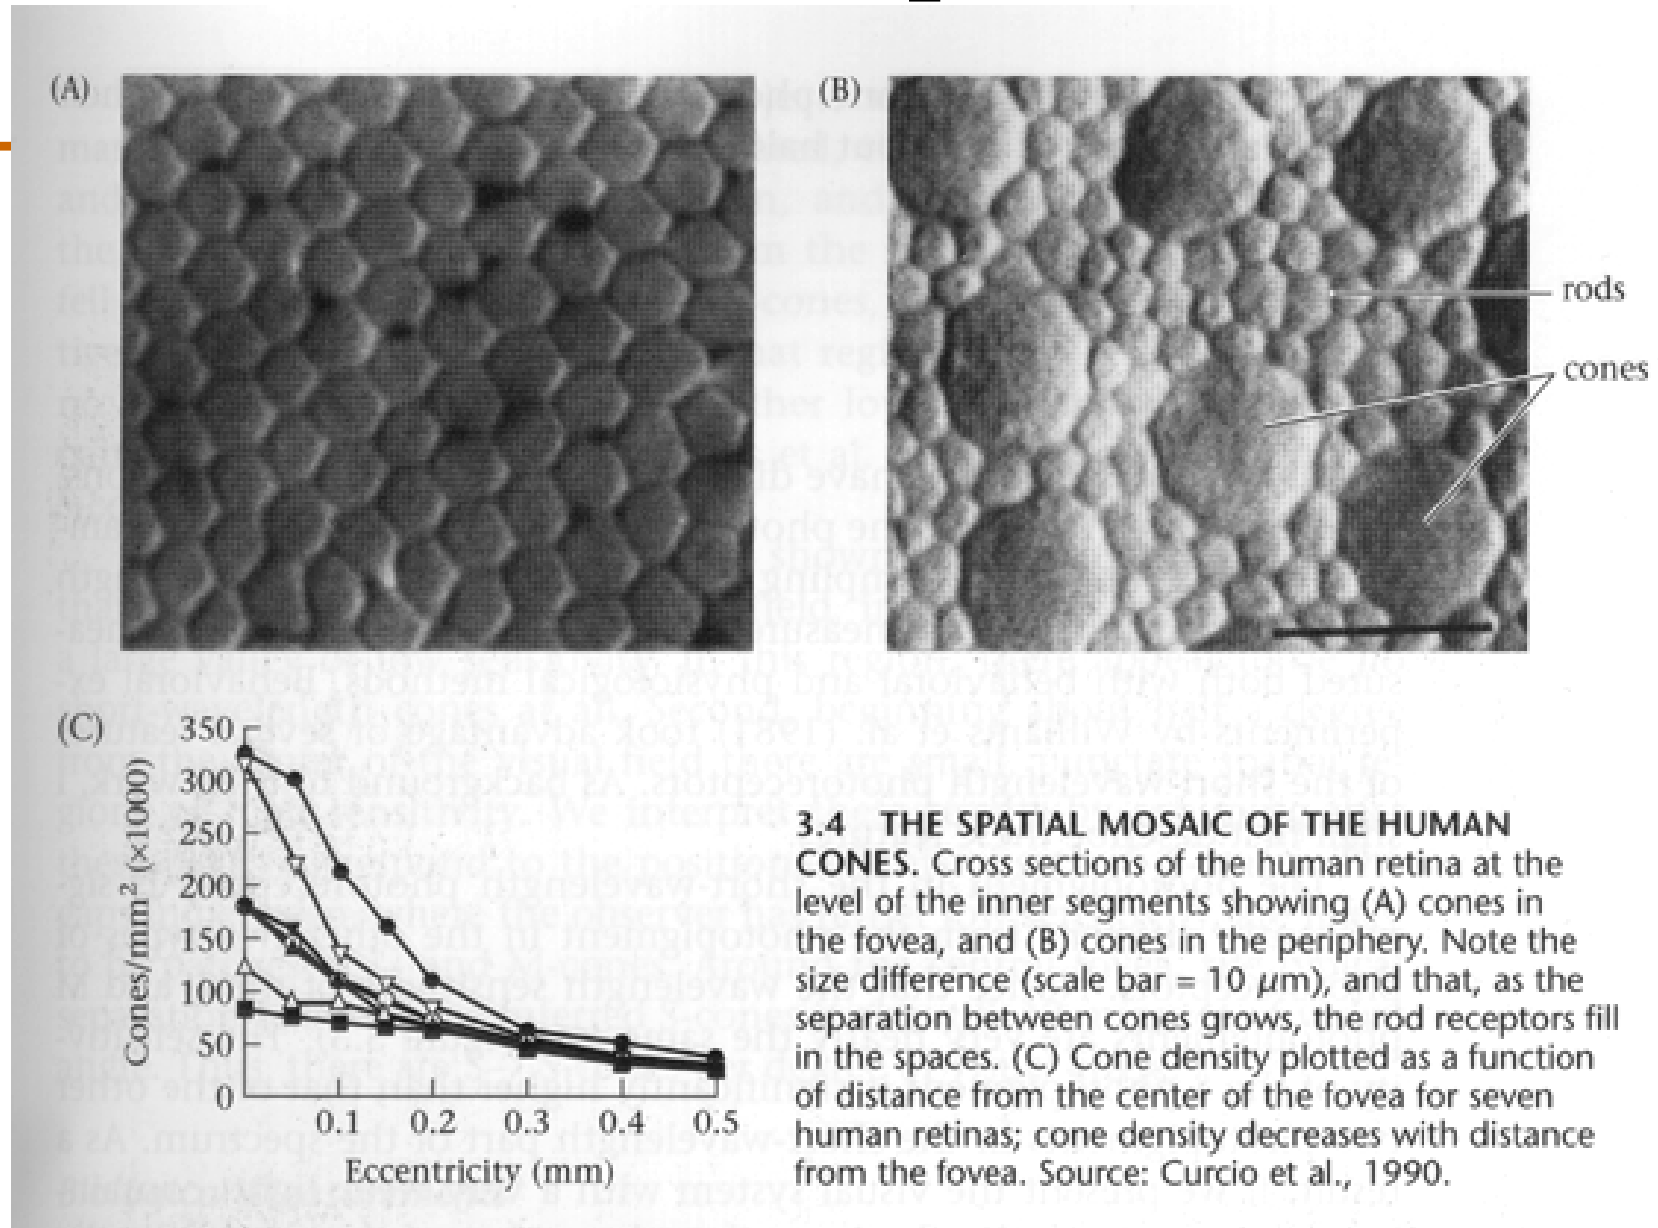 (A)
(B)
rods
cones
(C)
350
300
250
200
150
100
50
0
Cones/mm² (×1000)
0.1 0.2 0.3 0.4 0.5
Eccentricity (mm)
3.4 THE SPATIAL MOSAIC OF THE HUMAN
CONES. Cross sections of the human retina at the
level of the inner segments showing (A) cones in
the fovea, and (B) cones in the periphery. Note the
size difference (scale bar = 10 μm), and that, as the
separation between cones grows, the rod receptors fill
in the spaces. (C) Cone density plotted as a function
of distance from the center of the fovea for seven
human retinas; cone density decreases with distance
from the fovea. Source: Curcio et al., 1990.